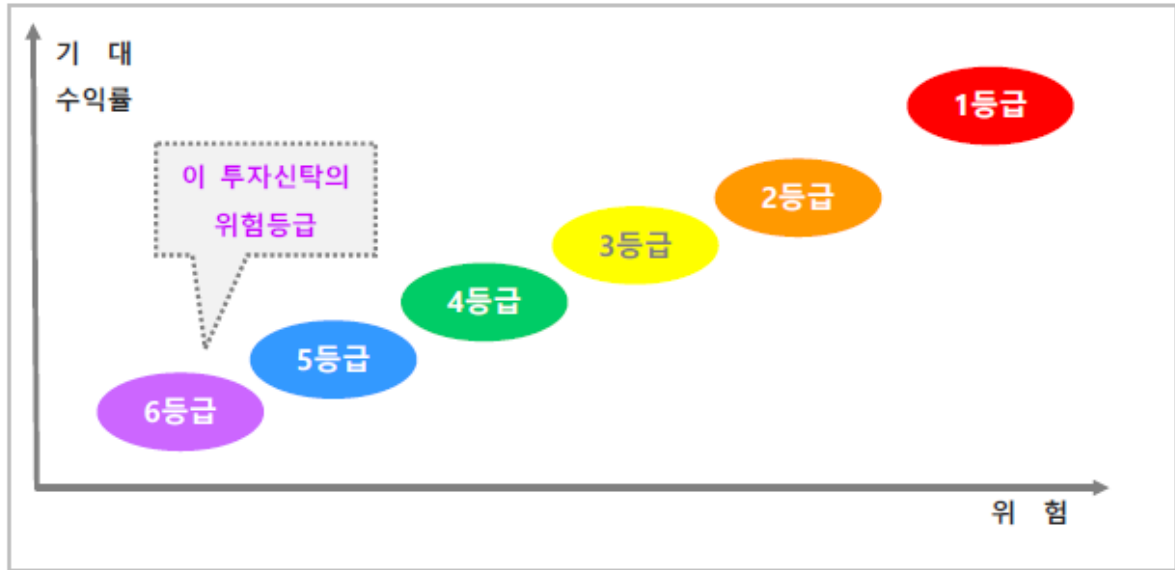 기 대
수익률
1등급
이 투자신탁의
위험등급
2등급
3등급
4등급
5등급
6등급
위 험